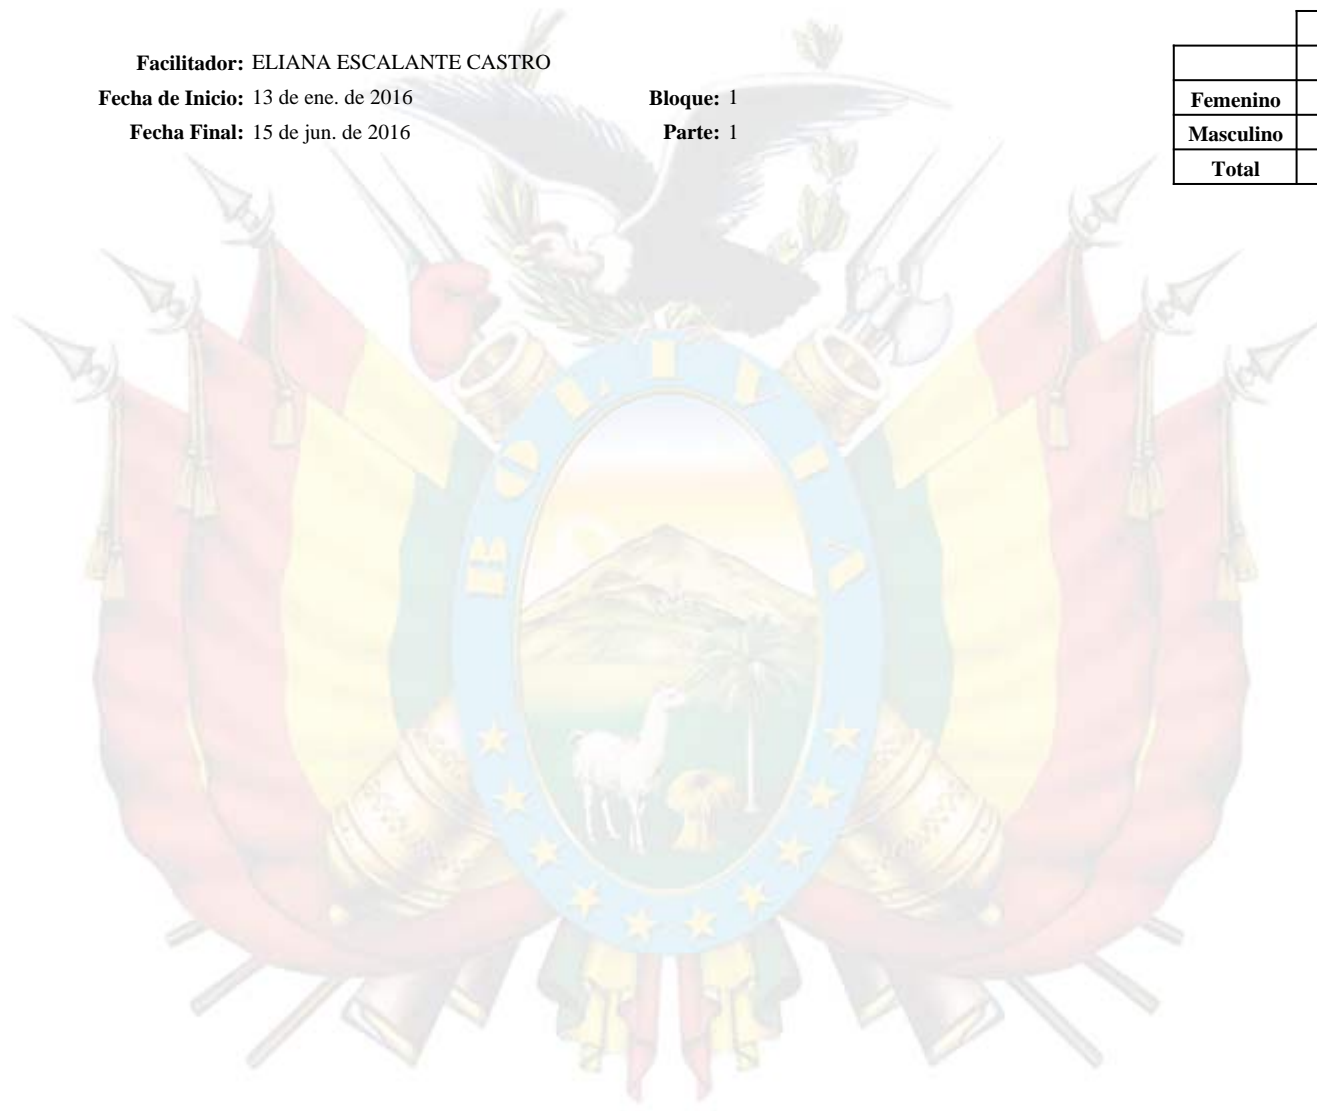 Facilitador: ELIANA ESCALANTE CASTRO
Fecha de Inicio: 13 de ene. de 2016
Bloque: 1
Fecha Final: 15 de jun. de 2016
Parte: 1
Femenino
Masculino
Total
BOLIVIA